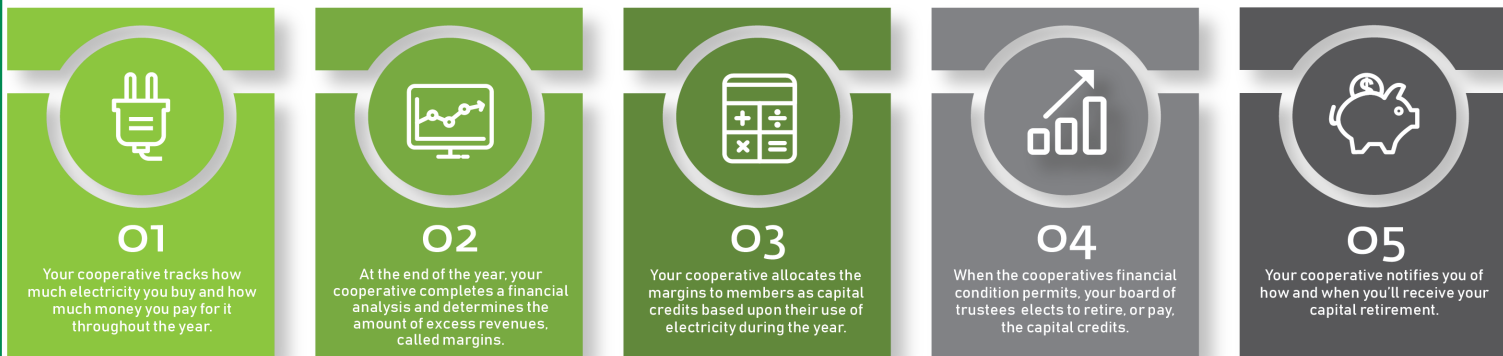 01
Your cooperative tracks how
much electricity you buy and how
much money you pay for it
throughout the year.
02
At the end of the year, your
cooperative completes a financial
analysis and determines the
amount of excess revenues,
called margins.
03
Your cooperative allocates the
margins to members as capital
credits based upon their use of
electricity during the year.
04
When the cooperatives financial
condition permits, your board of
trustees elects to retire, or pay,
the capital credits.
05
Your cooperative notifies you of
how and when you'll receive your
capital retirement.